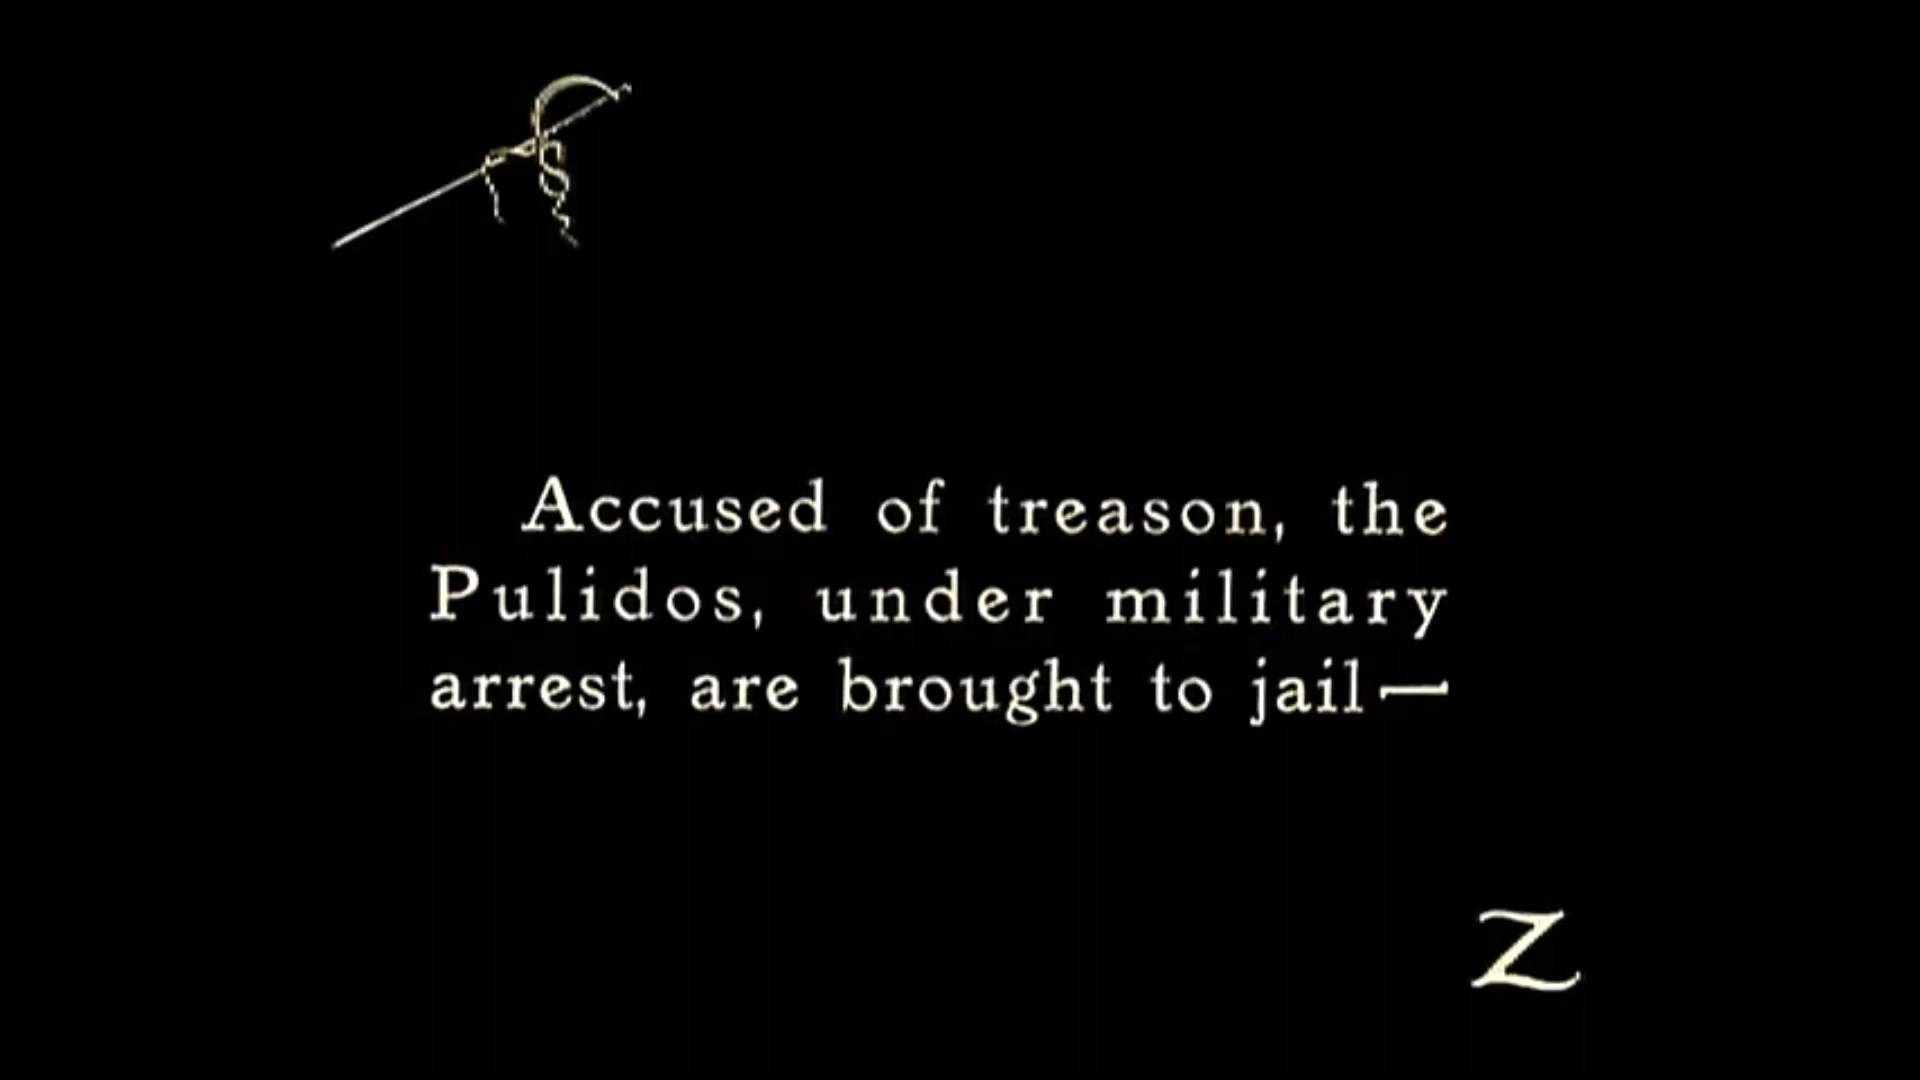 Accused of treason, the
Pulidos, under military
arrest, are brought to jail—
Z